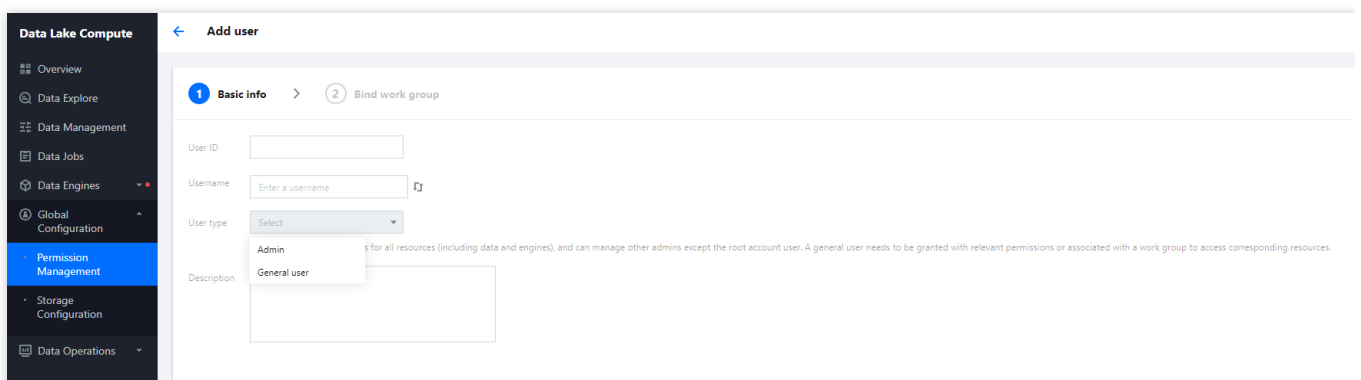 Data Lake Compute
Add user
Overview
Data Explore
Data Management
Data Jobs
Data Engines
Global
Configuration
Permission
Management
Storage
Configuration
Data Operations
1 Basic info > 2 Bind work group
User ID
Username Enter a username
User type Select
Admin
General user
s for all resources (including data and engines), and can manage other admins except the root account user. A general user needs to be granted with relevant permissions or associated with a work group to access corresponding resources.
Description